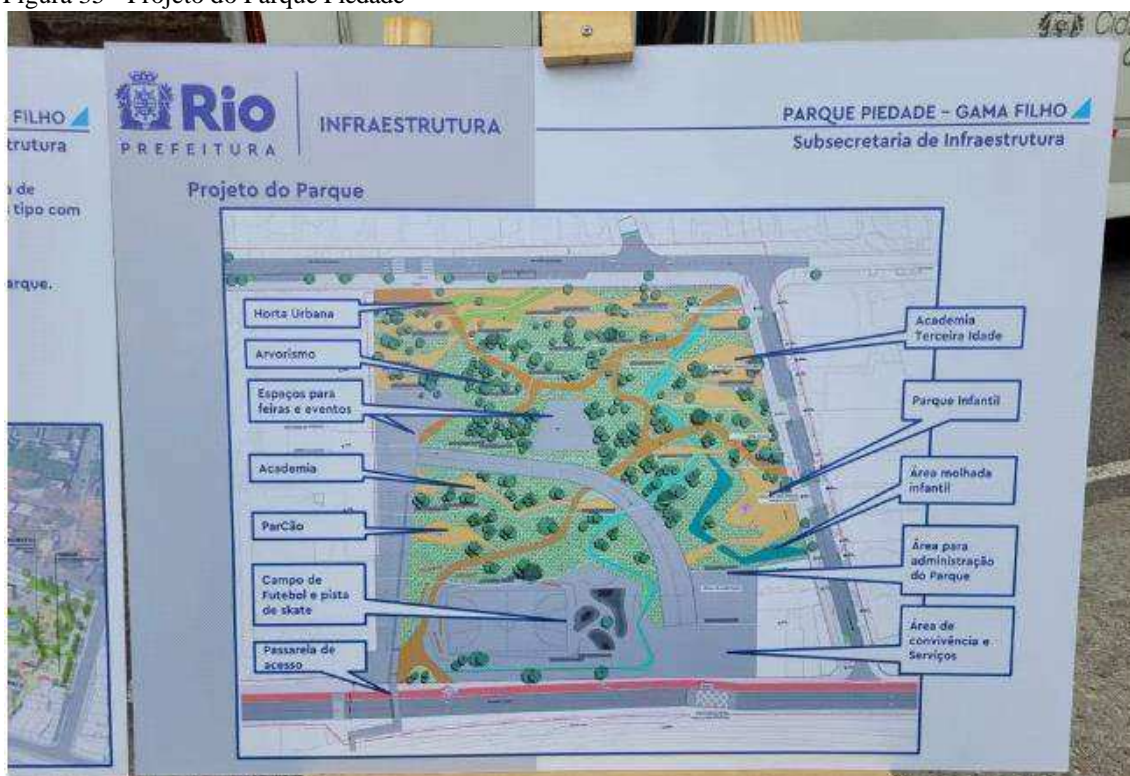 Figura 33 - Projeto do Parque Piedade
FILHO
trutura
a de
tipo com
arque.
Rio
PREFEITURA
INFRAESTRUTURA
PARQUE PIEDADE - GAMA FILHO
Subsecretaria de Infraestrutura
Projeto do Parque
Horta Urbana
Arvorismo
Espaços para
feiras e eventos
Academia
ParCão
Campo de
Futebol e pista
de skate
Passarela de
acesso
Academia
Terceira Idade
Parque Infantil
Área molhada
infantil
Área para
administração
do Parque
Área de
convivência e
Serviços